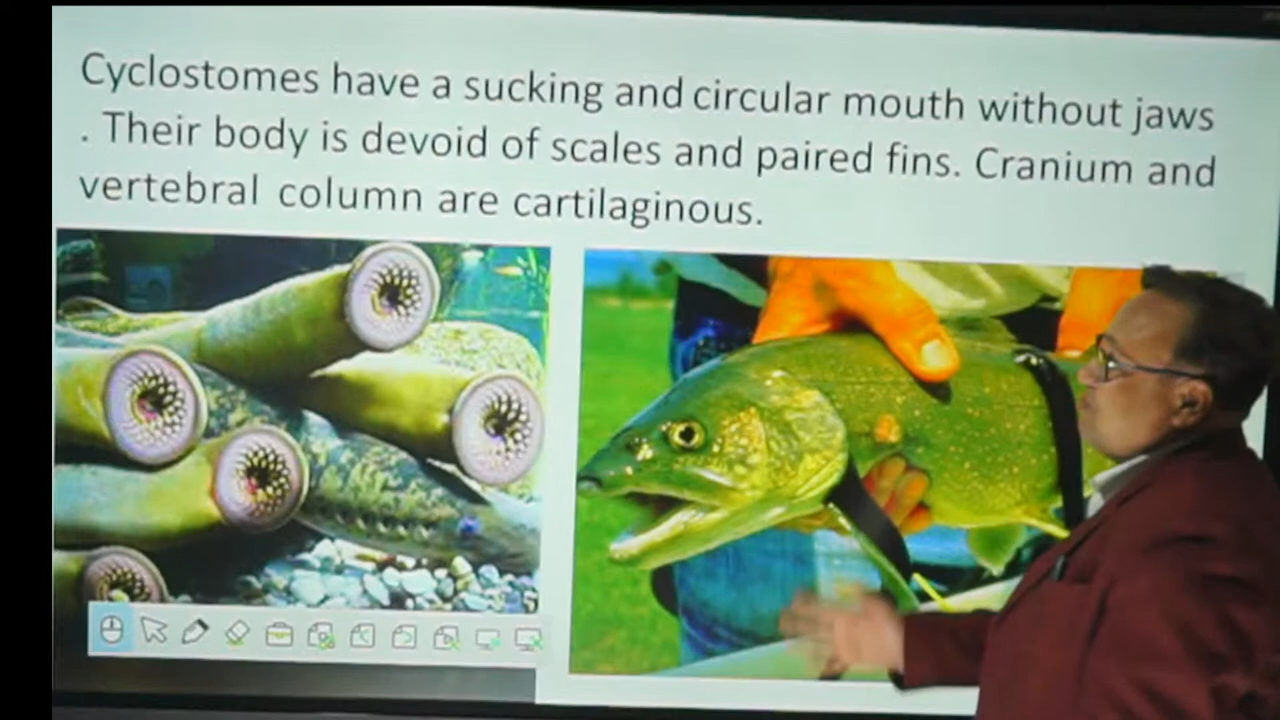 Cyclostomes have a sucking and circular mouth without jaws
. Their body is devoid of scales and paired fins. Cranium and
vertebral column are cartilaginous.